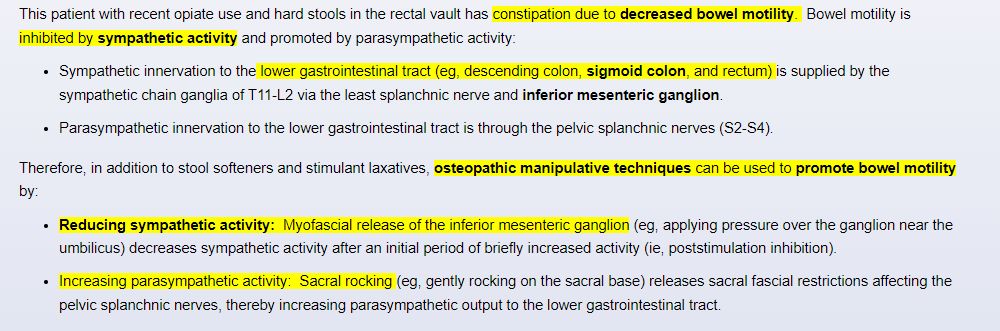 This patient with recent opiate use and hard stools in the rectal vault has constipation due to decreased bowel motility.  Bowel motility is
inhibited by sympathetic activity and promoted by parasympathetic activity:
• Sympathetic innervation to the lower gastrointestinal tract (eg, descending colon, sigmoid colon, and rectum) is supplied by the
sympathetic chain ganglia of T11-L2 via the least splanchnic nerve and inferior mesenteric ganglion.
• Parasympathetic innervation to the lower gastrointestinal tract is through the pelvic splanchnic nerves (S2-S4).
Therefore, in addition to stool softeners and stimulant laxatives, osteopathic manipulative techniques can be used to promote bowel motility
by:
• Reducing sympathetic activity:  Myofascial release of the inferior mesenteric ganglion (eg, applying pressure over the ganglion near the
umbilicus) decreases sympathetic activity after an initial period of briefly increased activity (ie, poststimulation inhibition).
• Increasing parasympathetic activity:  Sacral rocking (eg, gently rocking on the sacral base) releases sacral fascial restrictions affecting the
pelvic splanchnic nerves, thereby increasing parasympathetic output to the lower gastrointestinal tract.